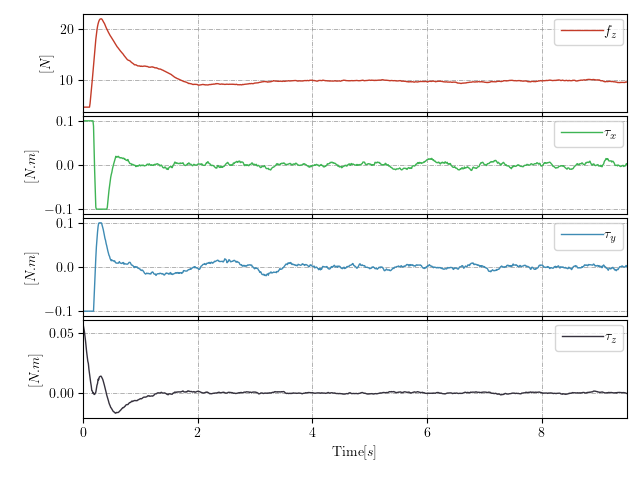 20
10
[N]
f_z
0.1
0.0
−0.1
[N.m]
τ_x
0.1
0.0
−0.1
[N.m]
τ_y
0.05
0.00
[N.m]
τ_z
0 2 4 6 8
Time[s]